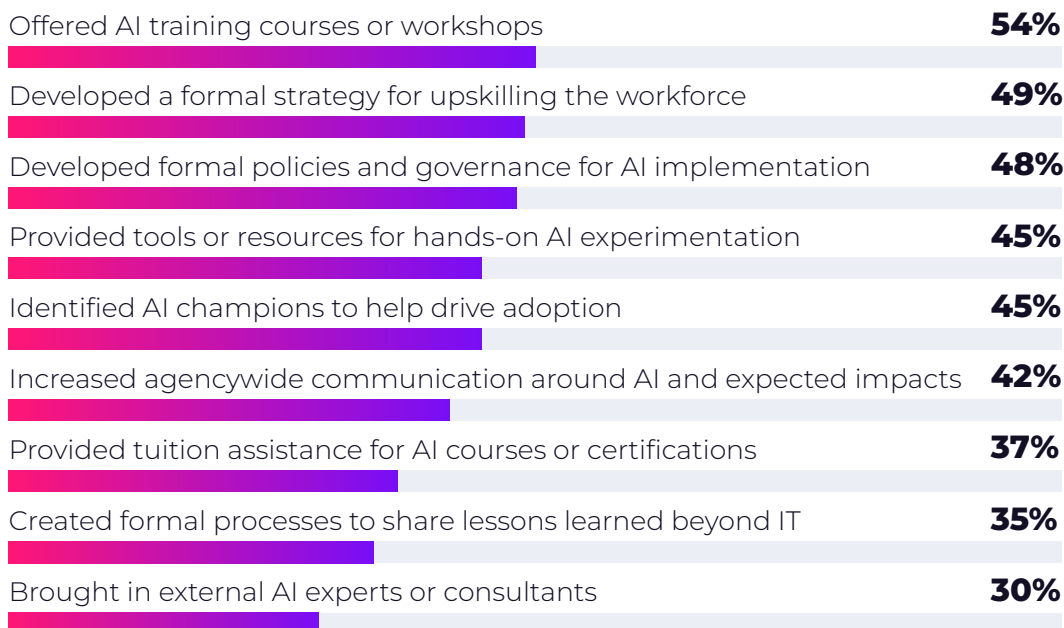 Offered AI training courses or workshops 54%
Developed a formal strategy for upskilling the workforce 49%
Developed formal policies and governance for AI implementation 48%
Provided tools or resources for hands-on AI experimentation 45%
Identified AI champions to help drive adoption 45%
Increased agencywide communication around AI and expected impacts 42%
Provided tuition assistance for AI courses or certifications 37%
Created formal processes to share lessons learned beyond IT 35%
Brought in external AI experts or consultants 30%